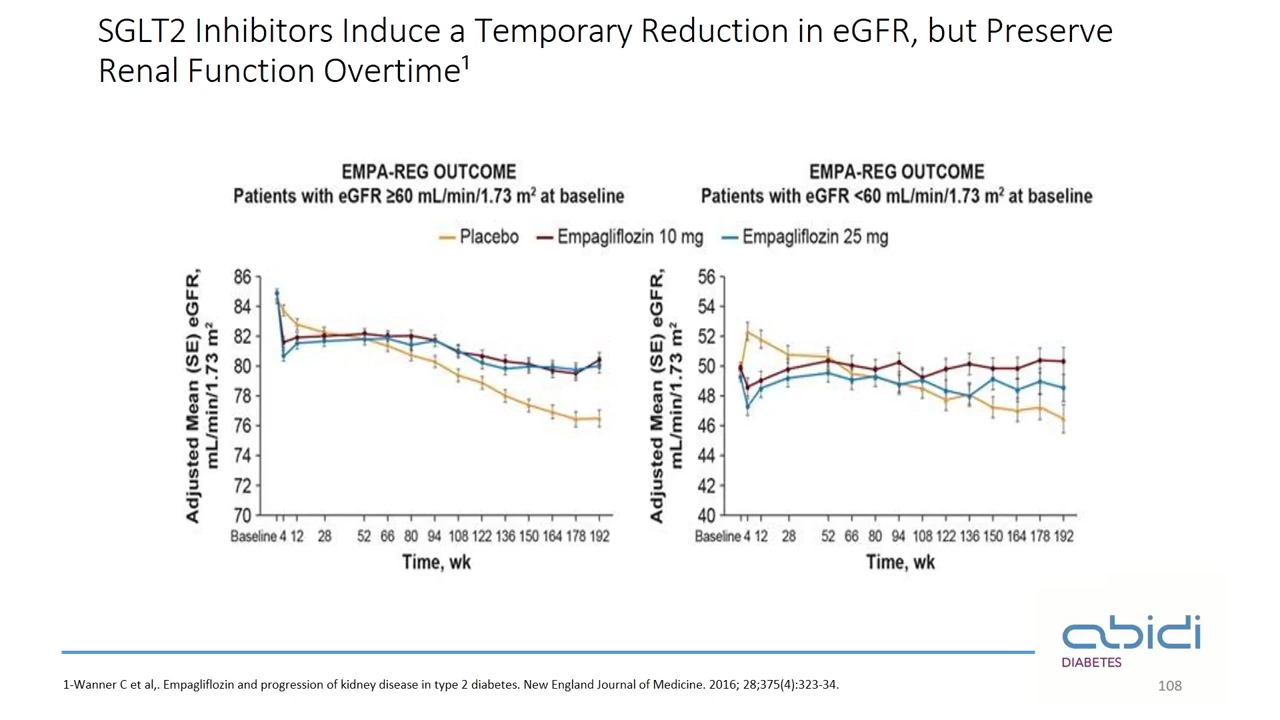 SGLT2 Inhibitors Induce a Temporary Reduction in eGFR, but Preserve
Renal Function Overtime¹
EMPA-REG OUTCOME
Patients with eGFR ≥60 mL/min/1.73 m² at baseline
EMPA-REG OUTCOME
Patients with eGFR <60 mL/min/1.73 m² at baseline
Placebo Empagliflozin 10 mg Empagliflozin 25 mg
Adjusted Mean (SE) eGFR,
mL/min/1.73 m²
86
84
82
80
78
76
74
72
70
Baseline 4 12 28 52 66 80 94 108 122 136 150 164 178 192
Time, wk
Adjusted Mean (SE) eGFR,
mL/min/1.73 m²
56
54
52
50
48
46
44
42
40
Baseline 4 12 28 52 66 80 94 108 122 136 150 164 178 192
Time, wk
abidi
DIABETES
1-Wanner C et al,. Empagliflozin and progression of kidney disease in type 2 diabetes. New England Journal of Medicine. 2016; 28;375(4):323-34.
108